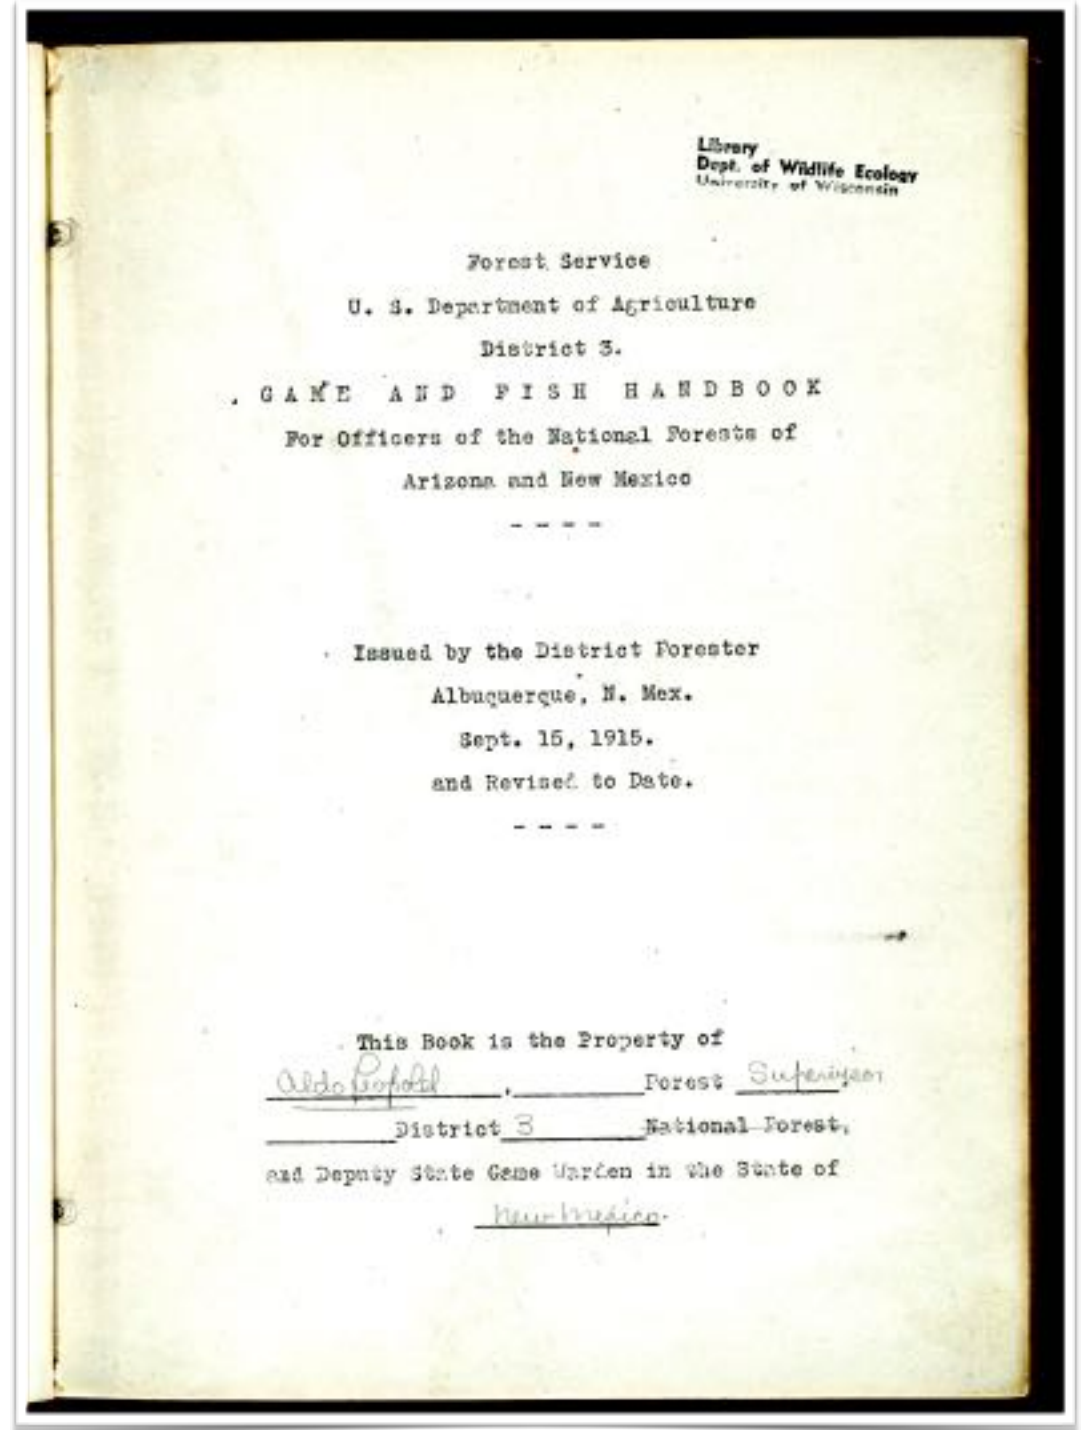 Library
Dept. of Wildlife Ecology
University of Wisconsin
Forest Service
U. S. Department of Agriculture
District 3.
GAME AND FISH HANDBOOK
For Officers of the National Forests of
Arizona and New Mexico
- - - -
Issued by the District Forester
Albuquerque, N. Mex.
Sept. 15, 1915.
and Revised to Date.
- - - -
This Book is the Property of
Aldo Leopold, Forest Supervisor
District 3 National Forest,
and Deputy State Game Warden in the State of
New Mexico.